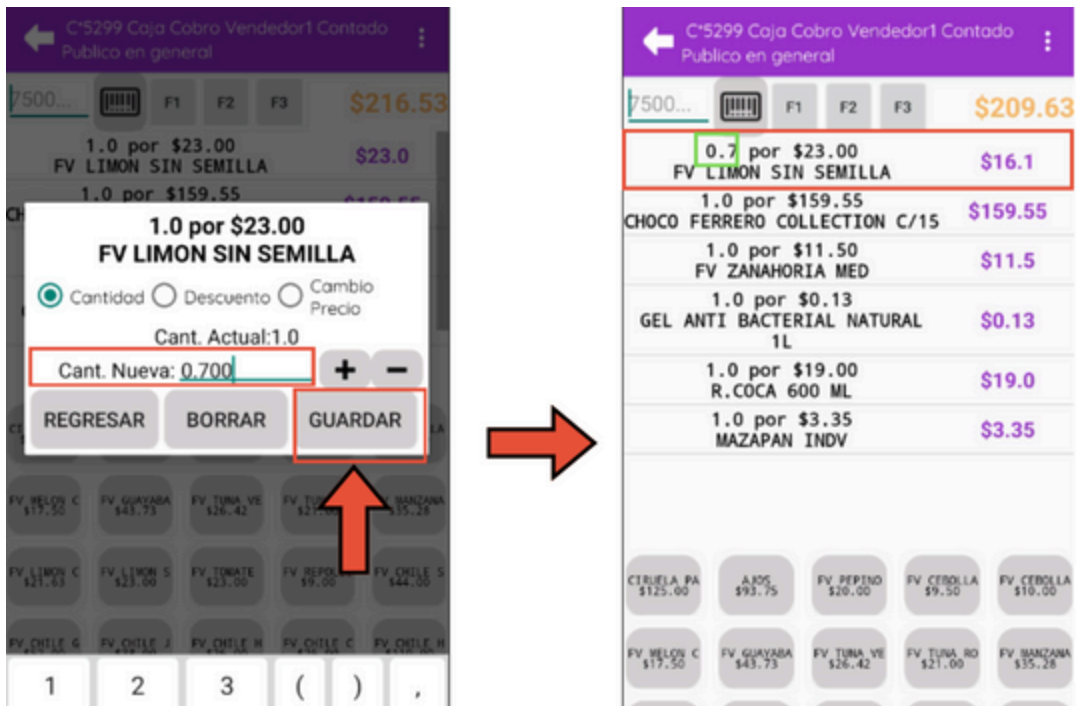 C*5299 Caja Cobro Vendedor1 Contado
Publico en general
7500...
F1
F2
F3
$216.53
1.0 por $23.00
FV LIMON SIN SEMILLA
$23.0
1.0 por $159.55
1.0 por $23.00
FV LIMON SIN SEMILLA
Cantidad
Descuento
Cambio
Precio
Cant. Actual:1.0
Cant. Nueva: 0.700
+
−
REGRESAR
BORRAR
GUARDAR
FV MELON C
$17.50
FV GUAYABA
$43.73
FV TUNA VE
$26.42
MANZANA
$35.28
FV LIMON C
$21.63
FV LIMON S
$23.00
FV TOMATE
$23.00
FV REPOL
$9.00
FV CHILE S
$44.00
FV CHILE G
FV CHILE J
FV CHILE H
FV CHILE C
FV CHILE H
1
2
3
(
)
,
C*5299 Caja Cobro Vendedor1 Contado
Publico en general
7500...
F1
F2
F3
$209.63
0.7 por $23.00
FV LIMON SIN SEMILLA
$16.1
1.0 por $159.55
CHOCO FERRERO COLLECTION C/15
$159.55
1.0 por $11.50
FV ZANAHORIA MED
$11.5
1.0 por $0.13
GEL ANTI BACTERIAL NATURAL
1L
$0.13
1.0 por $19.00
R.COCA 600 ML
$19.0
1.0 por $3.35
MAZAPAN INDV
$3.35
CIRUELA PA
$125.00
AJOS
$93.75
FV PEPINO
$20.00
FV CEBOLLA
$9.50
FV CEBOLLA
$10.00
FV MELON C
$17.50
FV GUAYABA
$43.73
FV TUNA VE
$26.42
FV TUNA RO
$21.00
FV MANZANA
$35.28